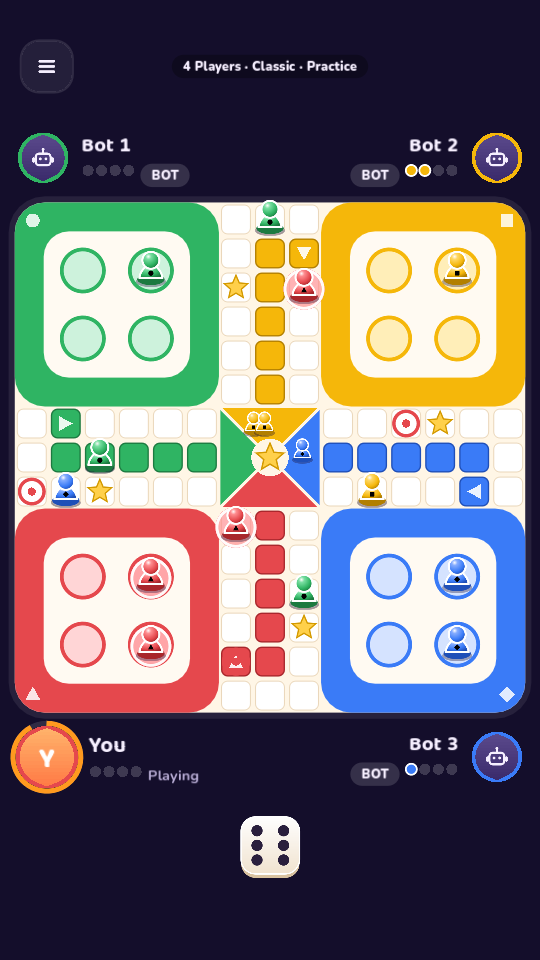 4 Players · Classic · Practice
Bot 1
BOT
Bot 2
BOT
Y
You
Playing
Bot 3
BOT